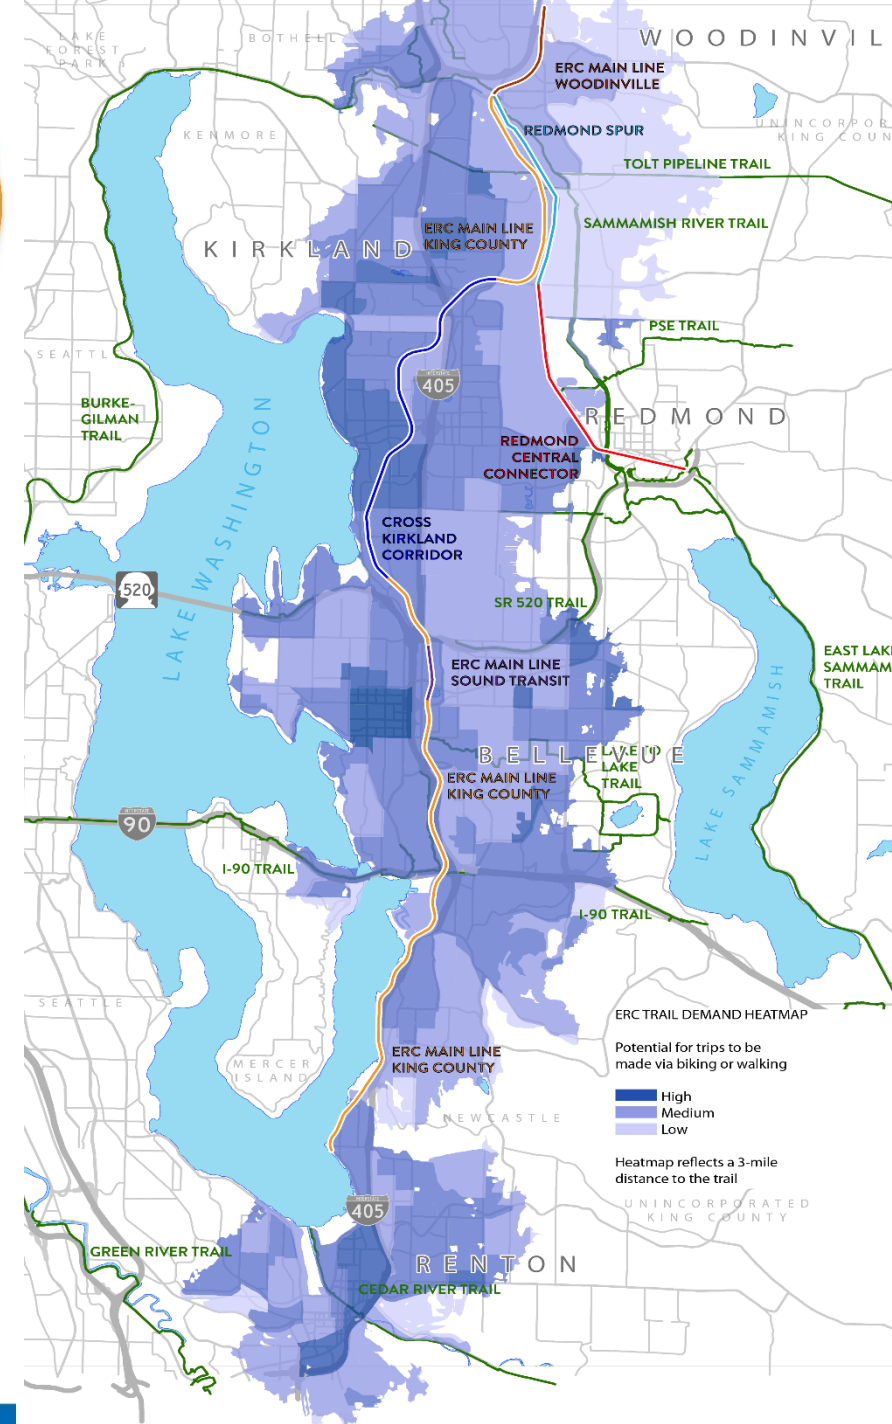 LAKE
FOREST
PARK
BOTHELL
WOODINVIL
ERC MAIN LINE
WOODINVILLE
UNINCORPOR
KING COUN
KENMORE
REDMOND SPUR
TOLT PIPELINE TRAIL
SAMMAMISH RIVER TRAIL
ERC MAIN LINE
KING COUNTY
KIRKLAND
PSE TRAIL
SEATTL
INTERSTATE
405
BURKE-
GILMAN
TRAIL
REDMOND
REDMOND
CENTRAL
CONNECTOR
LAKE WASHINGTON
CROSS
KIRKLAND
CORRIDOR
520
SR 520 TRAIL
EAST LAK
SAMMAM
TRAIL
ERC MAIN LINE
SOUND TRANSIT
BELLEVUE
LAKE TO
LAKE
TRAIL
LAKE SAMMAMISH
ERC MAIN LINE
KING COUNTY
INTERSTATE
90
I-90 TRAIL
I-90 TRAIL
SEATTLE
ERC TRAIL DEMAND HEATMAP
Potential for trips to be
made via biking or walking
High
Medium
Low
Heatmap reflects a 3-mile
distance to the trail
ERC MAIN LINE
KING COUNTY
MERCER
ISLAND
NEWCASTLE
UNINCORPORATED
KING COUNTY
INTERSTATE
405
GREEN RIVER TRAIL
RENTON
CEDAR RIVER TRAIL